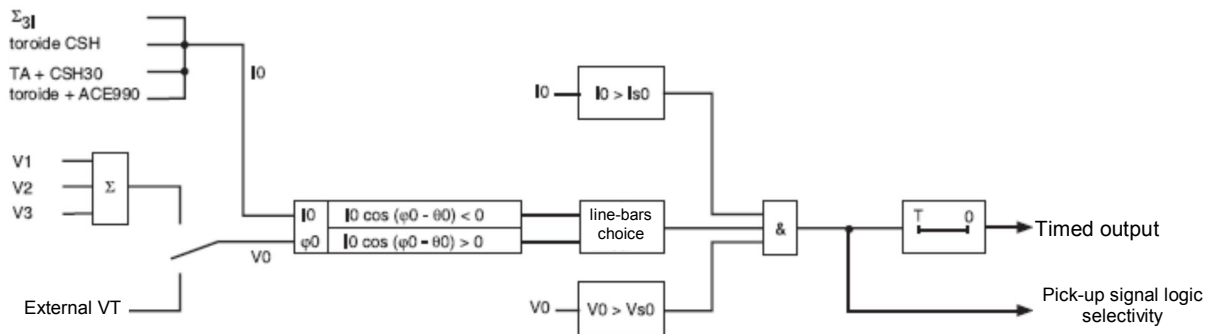 Σ3I
toroide CSH
TA + CSH30
toroide + ACE990
I0
I0
I0 > Is0
V1
V2
V3
Σ
I0
I0 cos (φ0 - θ0) < 0
φ0
I0 cos (φ0 - θ0) > 0
line-bars
choice
&
T
0
Timed output
V0
External VT
V0
V0 > Vs0
Pick-up signal logic
selectivity